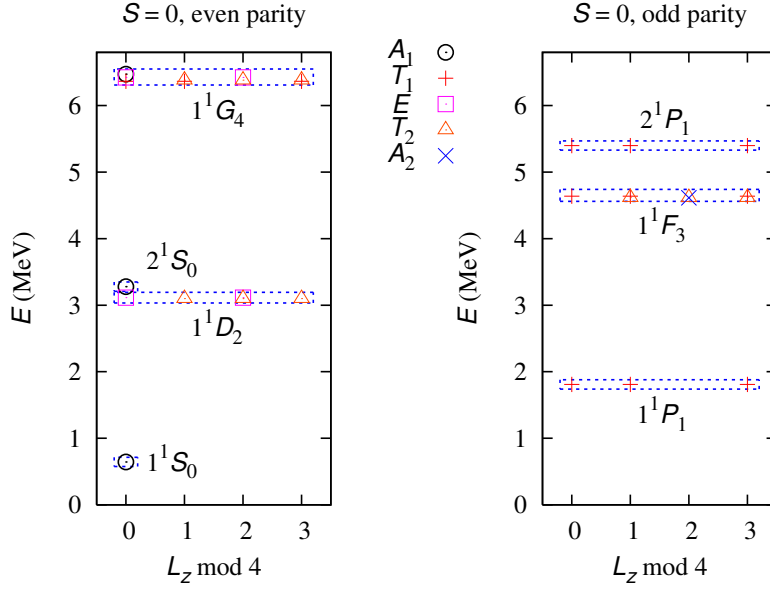 S = 0, even parity
E (MeV)
6
5
4
3
2
1
0
1¹G₄
2¹S₀
1¹D₂
1¹S₀
0 1 2 3
L_z mod 4
A₁
T₁
E
T₂
A₂
S = 0, odd parity
E (MeV)
6
5
4
3
2
1
0
2¹P₁
1¹F₃
1¹P₁
0 1 2 3
L_z mod 4